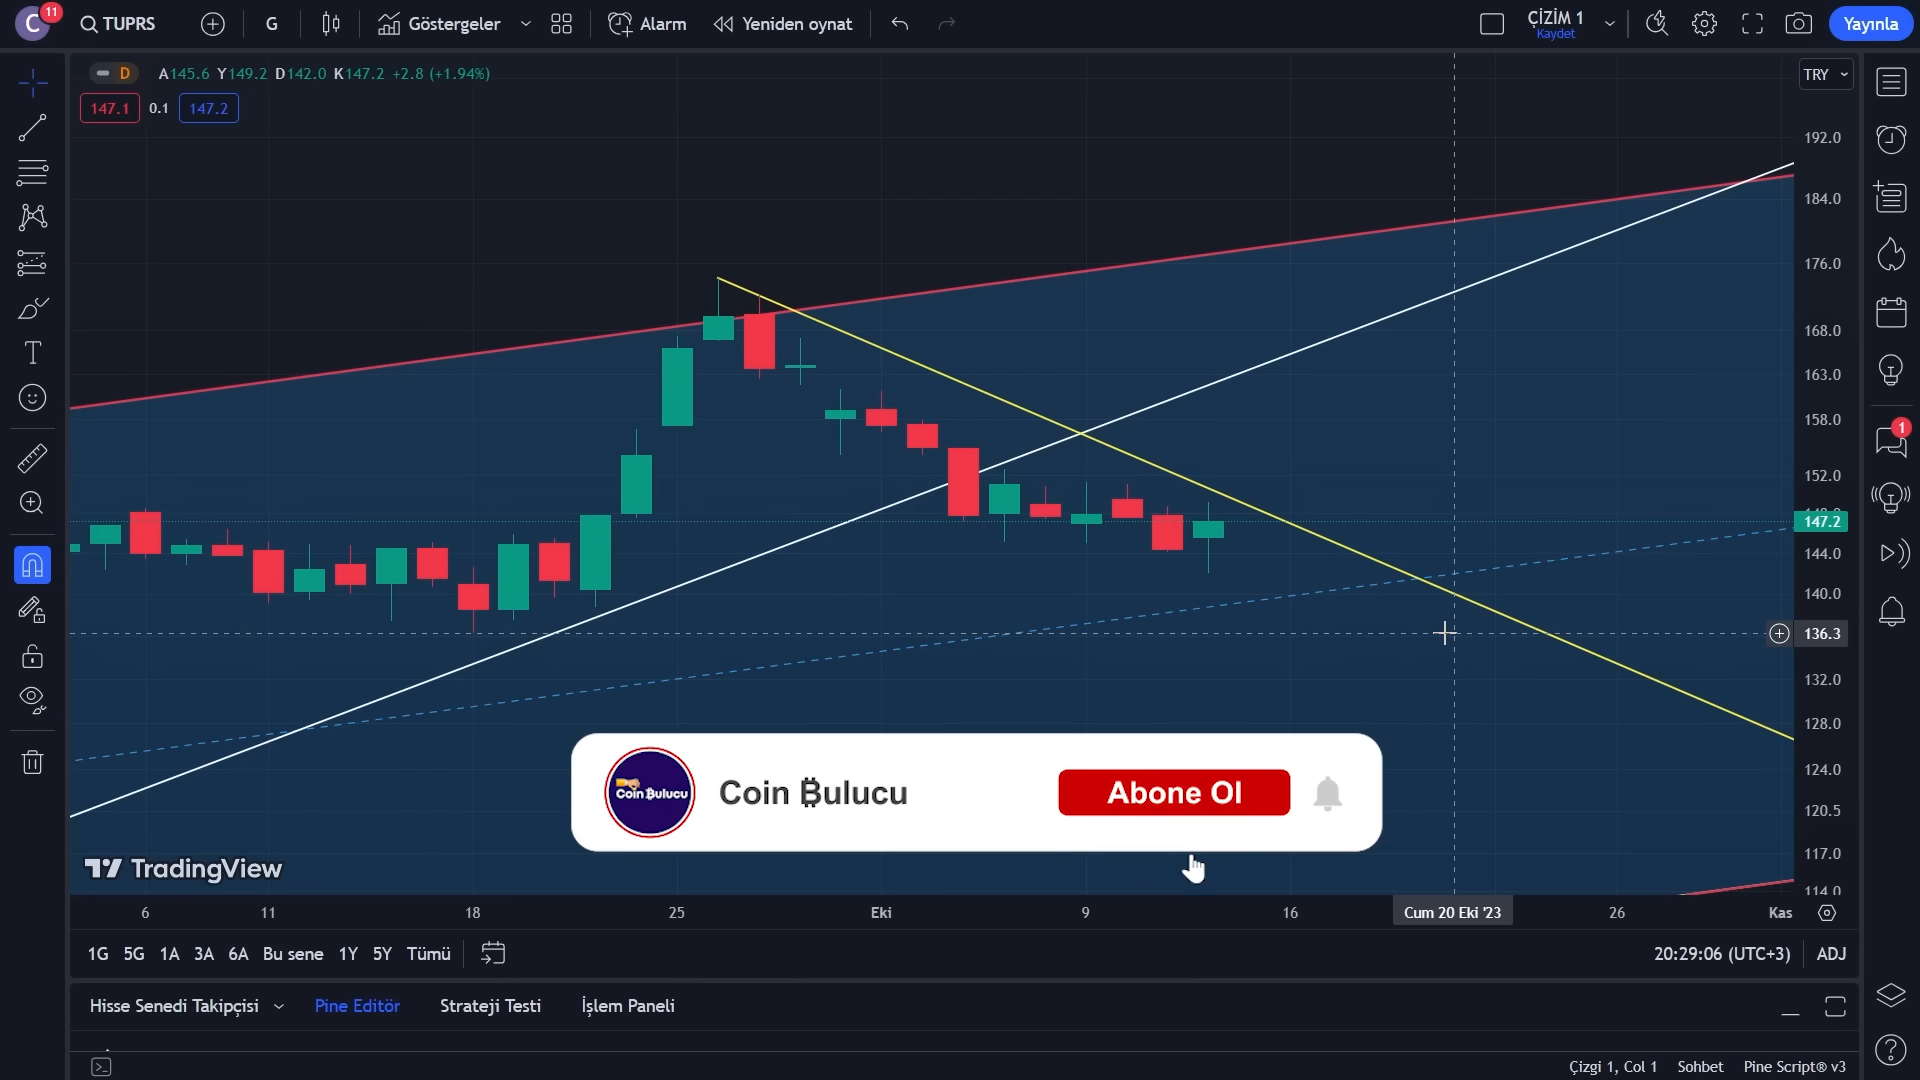 C 11
TUPRS
G
Göstergeler
Alarm
Yeniden oynat
ÇİZİM 1
Kaydet
Yayınla
D A145.6 Y149.2 D142.0 K147.2 +2.8 (+1.94%)
TRY
147.1 0.1 147.2
192.0
184.0
176.0
168.0
163.0
158.0
152.0
147.2
144.0
140.0
136.3
132.0
128.0
124.0
120.5
117.0
114.0
1
Coin Bulucu
Coin ₿ulucu
Abone Ol
TradingView
6 11 18 25 Eki 9 16 Cum 20 Eki '23 26 Kas
1G 5G 1A 3A 6A Bu sene 1Y 5Y Tümü
20:29:06 (UTC+3) ADJ
Hisse Senedi Takipçisi Pine Editör Strateji Testi İşlem Paneli
Çizgi 1, Col 1 Sohbet Pine Script® v3